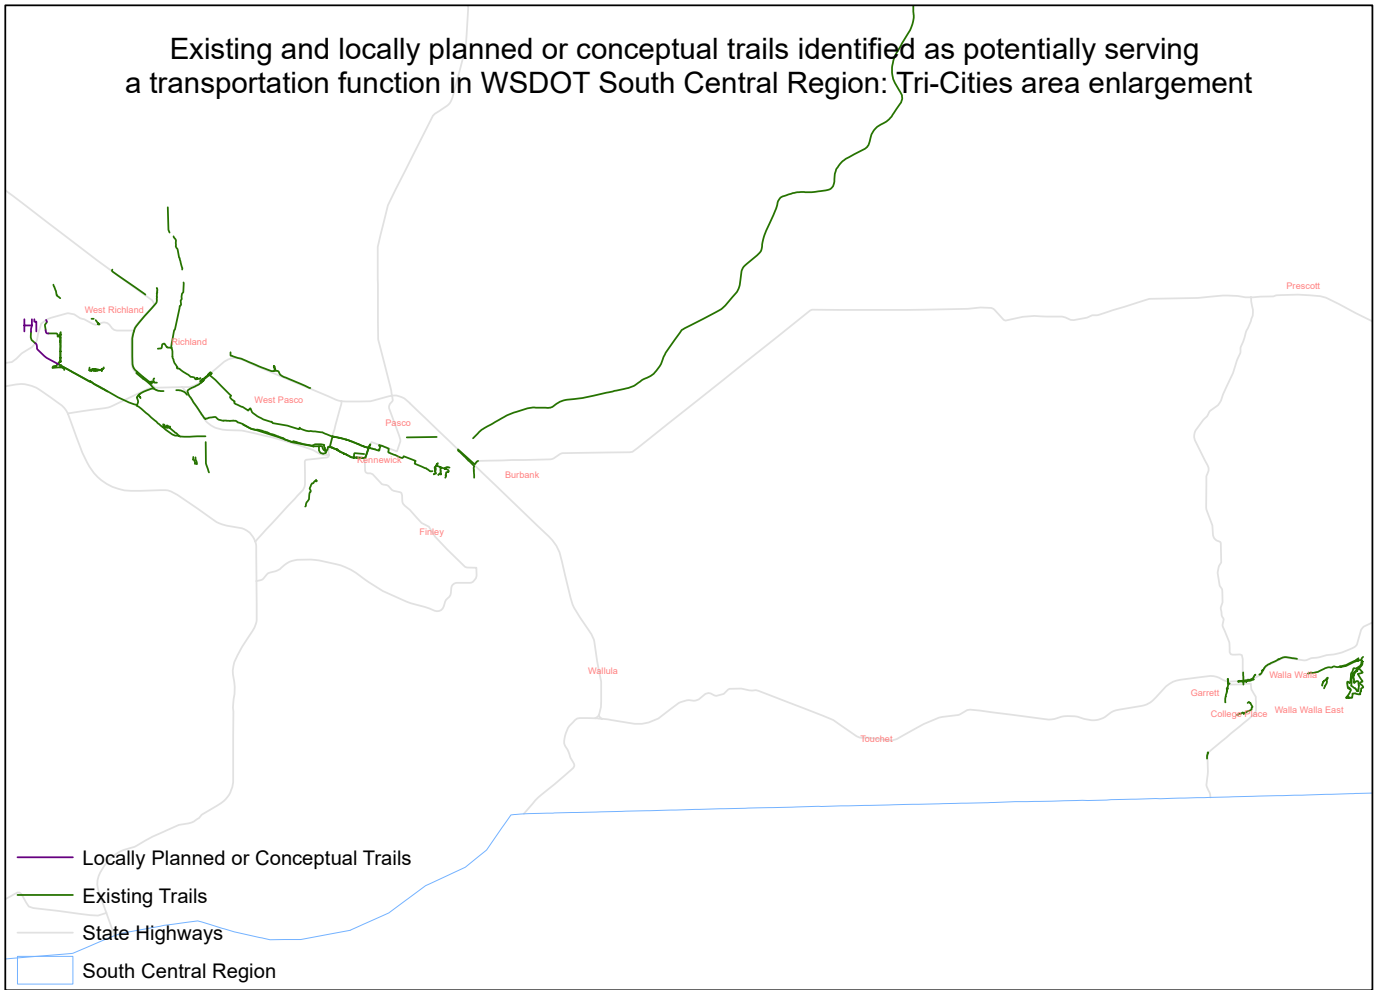 Existing and locally planned or conceptual trails identified as potentially serving
a transportation function in WSDOT South Central Region: Tri-Cities area enlargement
Prescott
West Richland
Richland
West Pasco
Pasco
Kennewick
Burbank
Finley
Wallula
Walla Walla
Garrett
College Place
Walla Walla East
Touchet
Locally Planned or Conceptual Trails
Existing Trails
State Highways
South Central Region